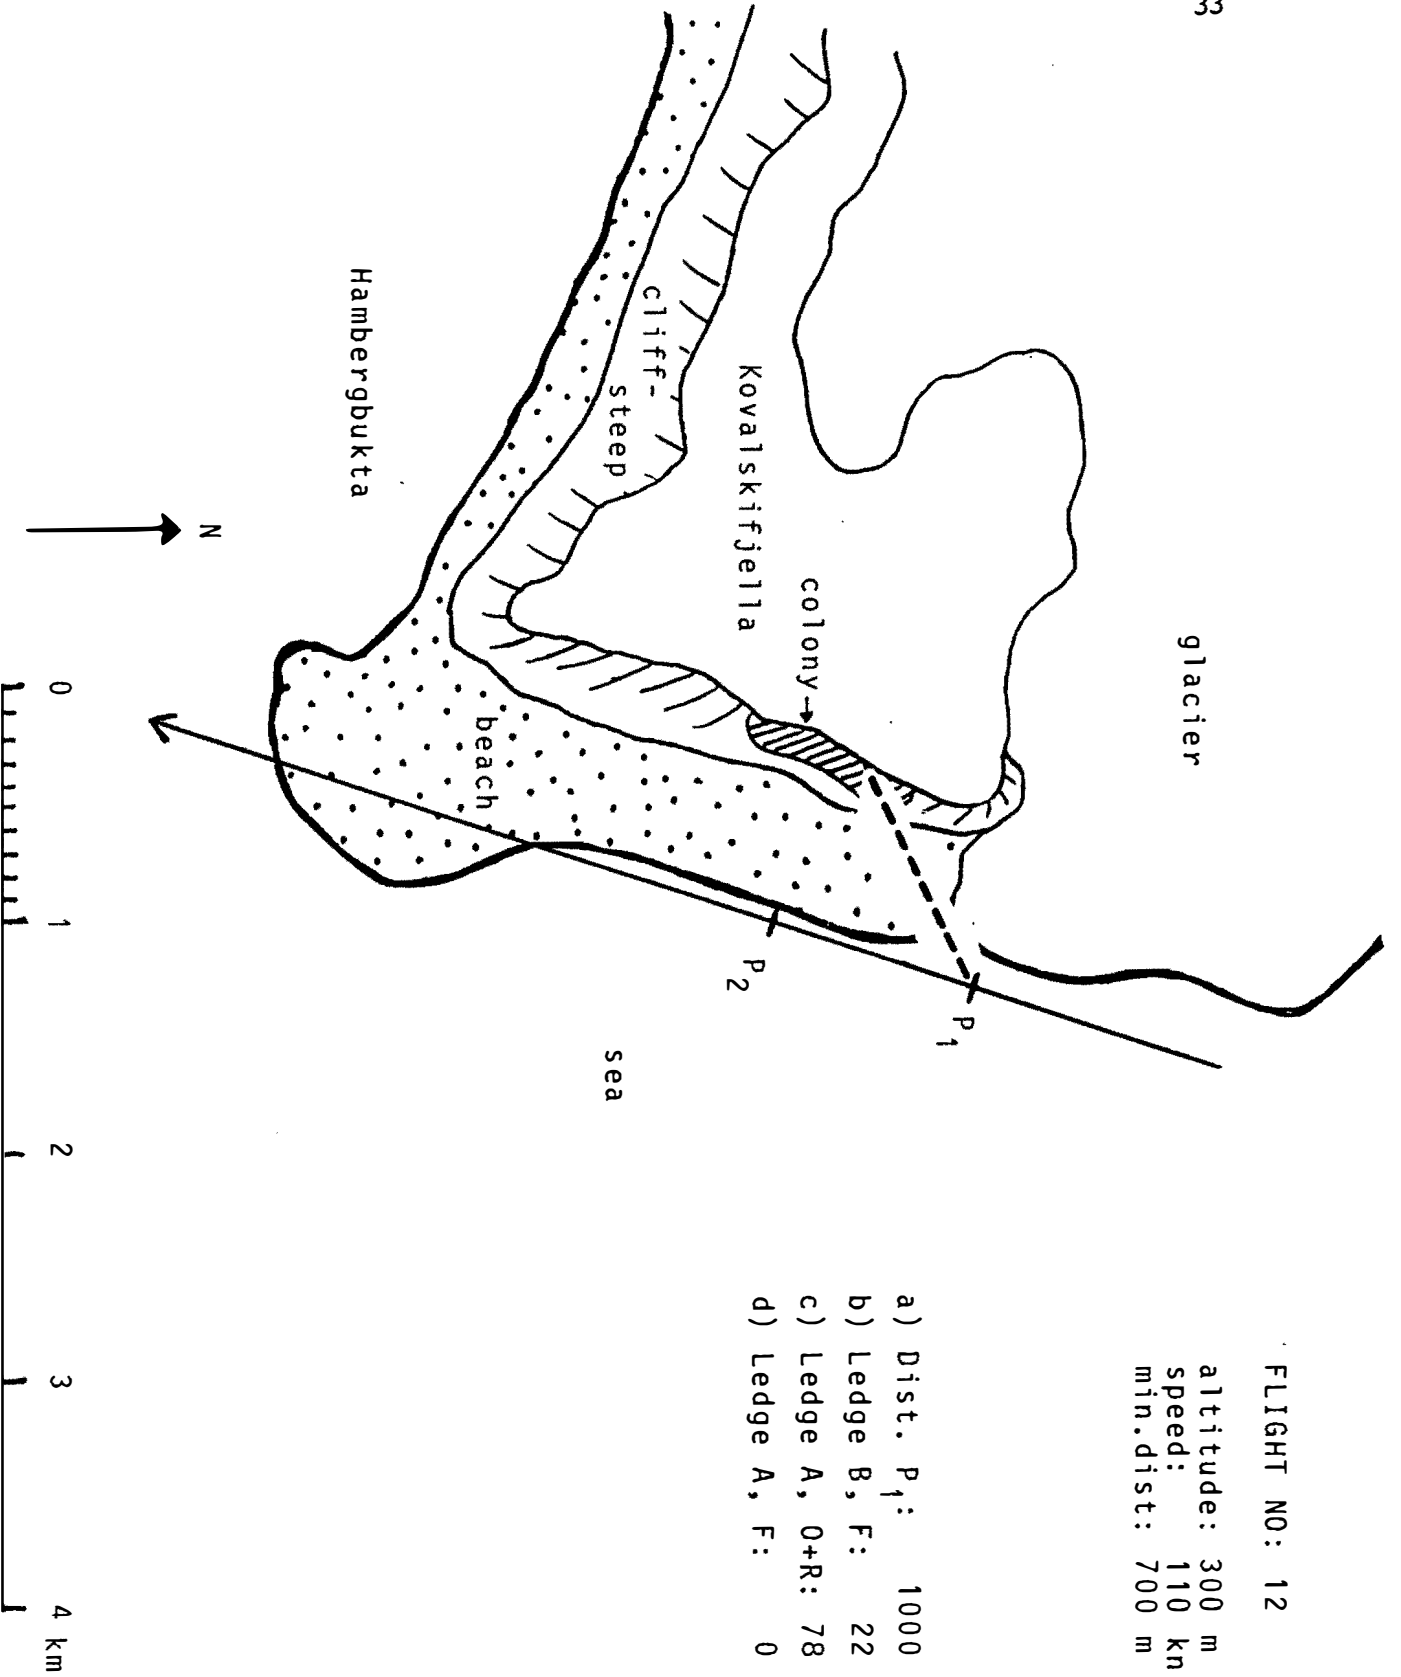 33
FLIGHT NO: 12
altitude: 300 m
speed: 110 kn
min.dist: 700 m
glacier
P1
a) Dist. P1: 1000
b) Ledge B, F: 22
c) Ledge A, O+R: 78
d) Ledge A, F: 0
colony
Kovalskifjella
P2
cliff-
steep
sea
beach
Hambergbukta
N
0 1 2 3 4 km